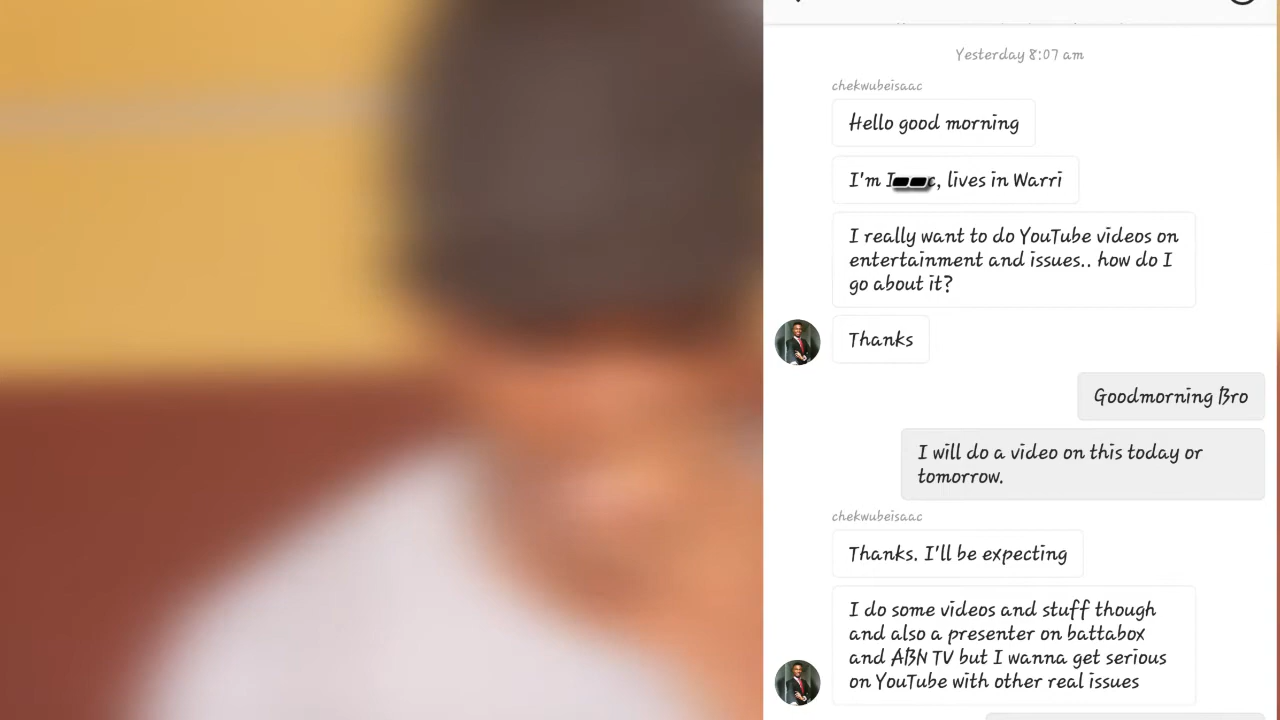 Yesterday 8:07 am
chekwubeisaac
Hello good morning
I'm I c, lives in Warri
I really want to do YouTube videos on
entertainment and issues.. how do I
go about it?
Thanks
Goodmorning Bro
I will do a video on this today or
tomorrow.
chekwubeisaac
Thanks. I'll be expecting
I do some videos and stuff though
and also a presenter on battabox
and ABN TV but I wanna get serious
on YouTube with other real issues